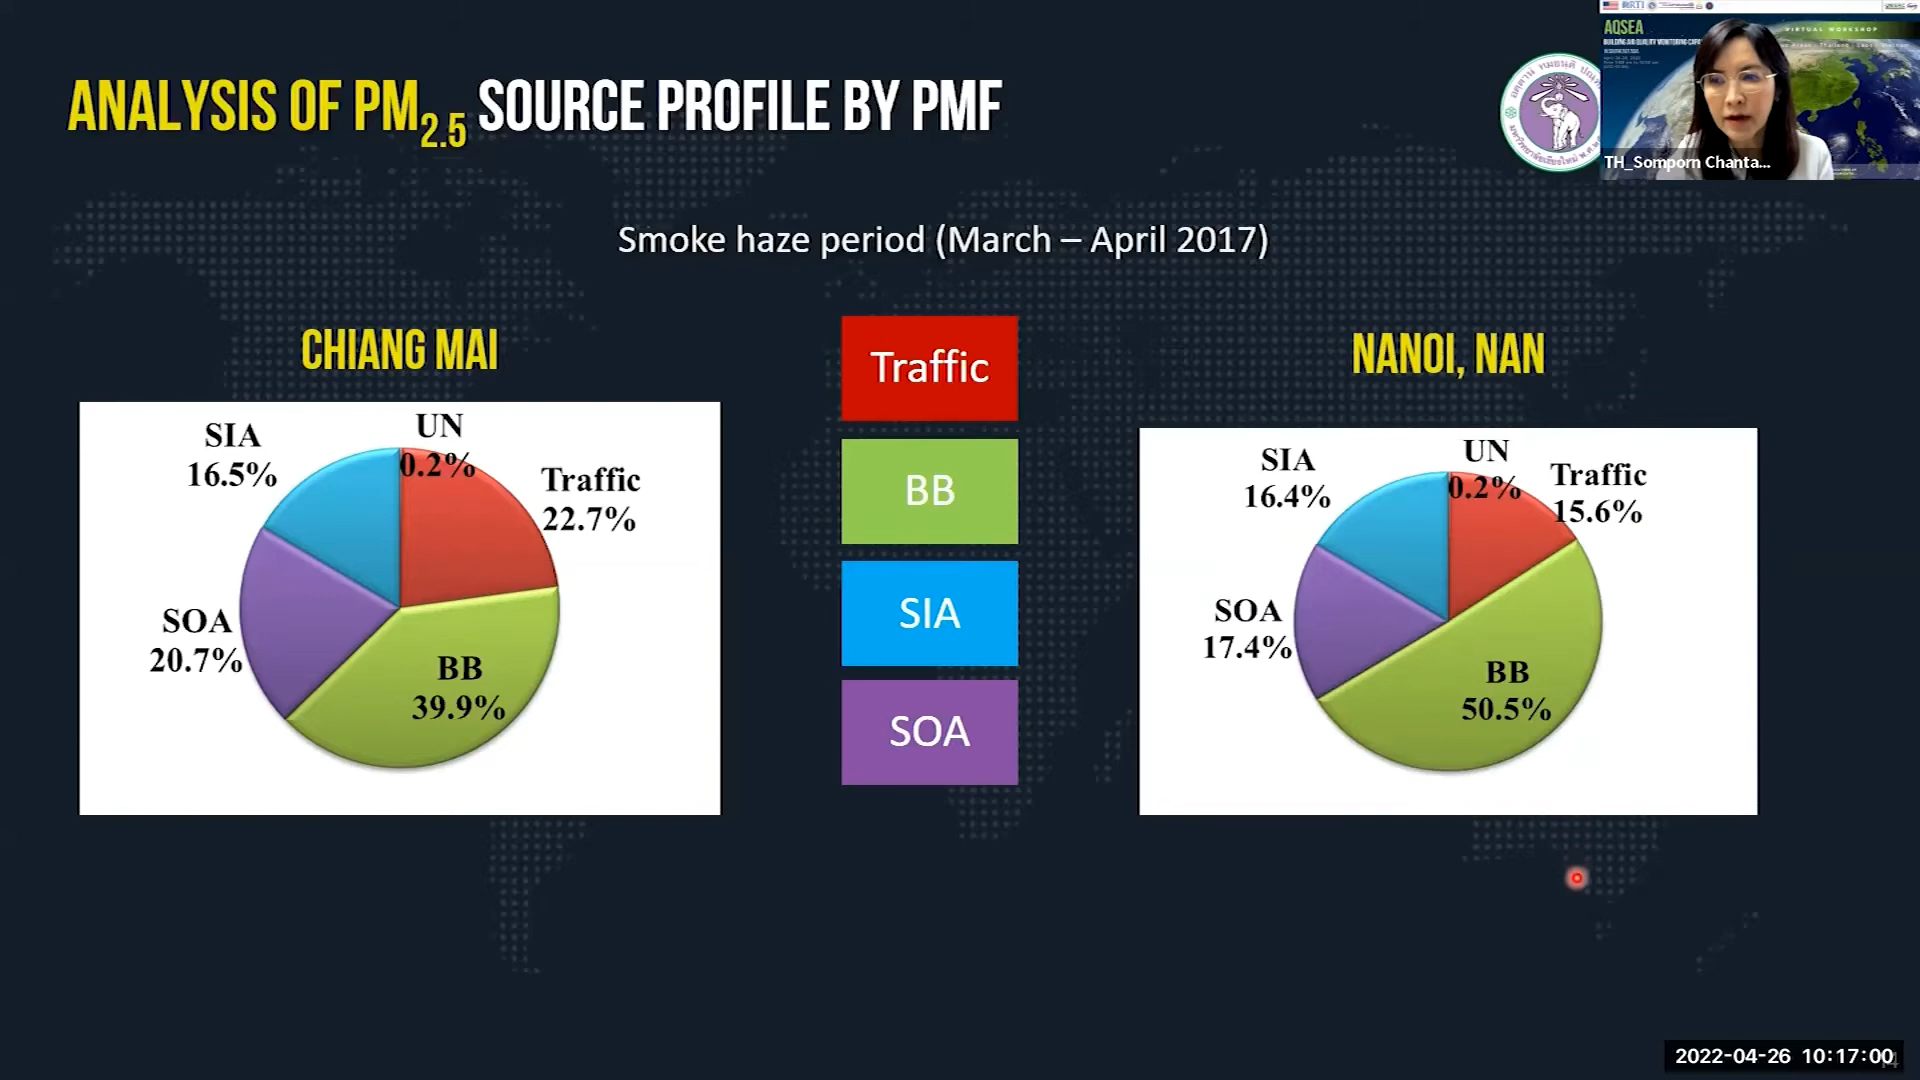 ANALYSIS OF PM2.5 SOURCE PROFILE BY PMF
AQSEA
VIRTUAL WORKSHOP
TH_Somporn Chanta...
Smoke haze period (March – April 2017)
CHIANG MAI
SIA
16.5%
UN
0.2%
Traffic
22.7%
SOA
20.7%
BB
39.9%
Traffic
BB
SIA
SOA
NANOI, NAN
SIA
16.4%
UN
0.2%
Traffic
15.6%
SOA
17.4%
BB
50.5%
2022-04-26 10:17:00